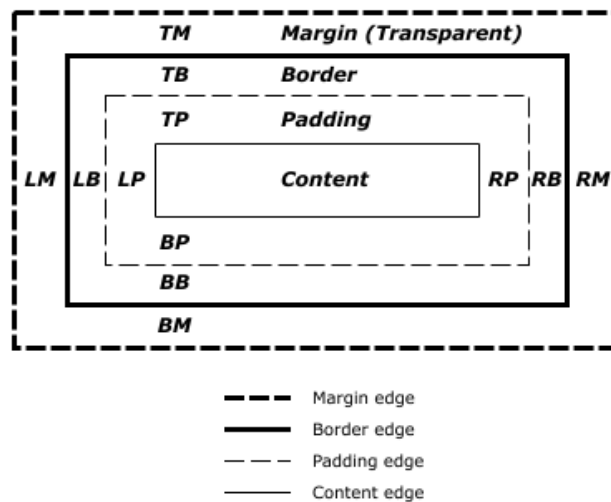 TM Margin (Transparent)
TB Border
TP Padding
LM LB LP Content RP RB RM
BP
BB
BM
Margin edge
Border edge
Padding edge
Content edge